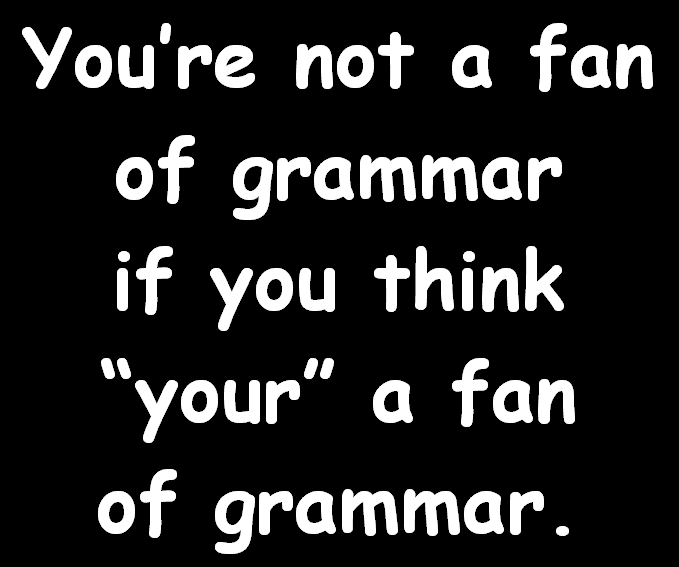 You're not a fan
of grammar
if you think
“your” a fan
of grammar.